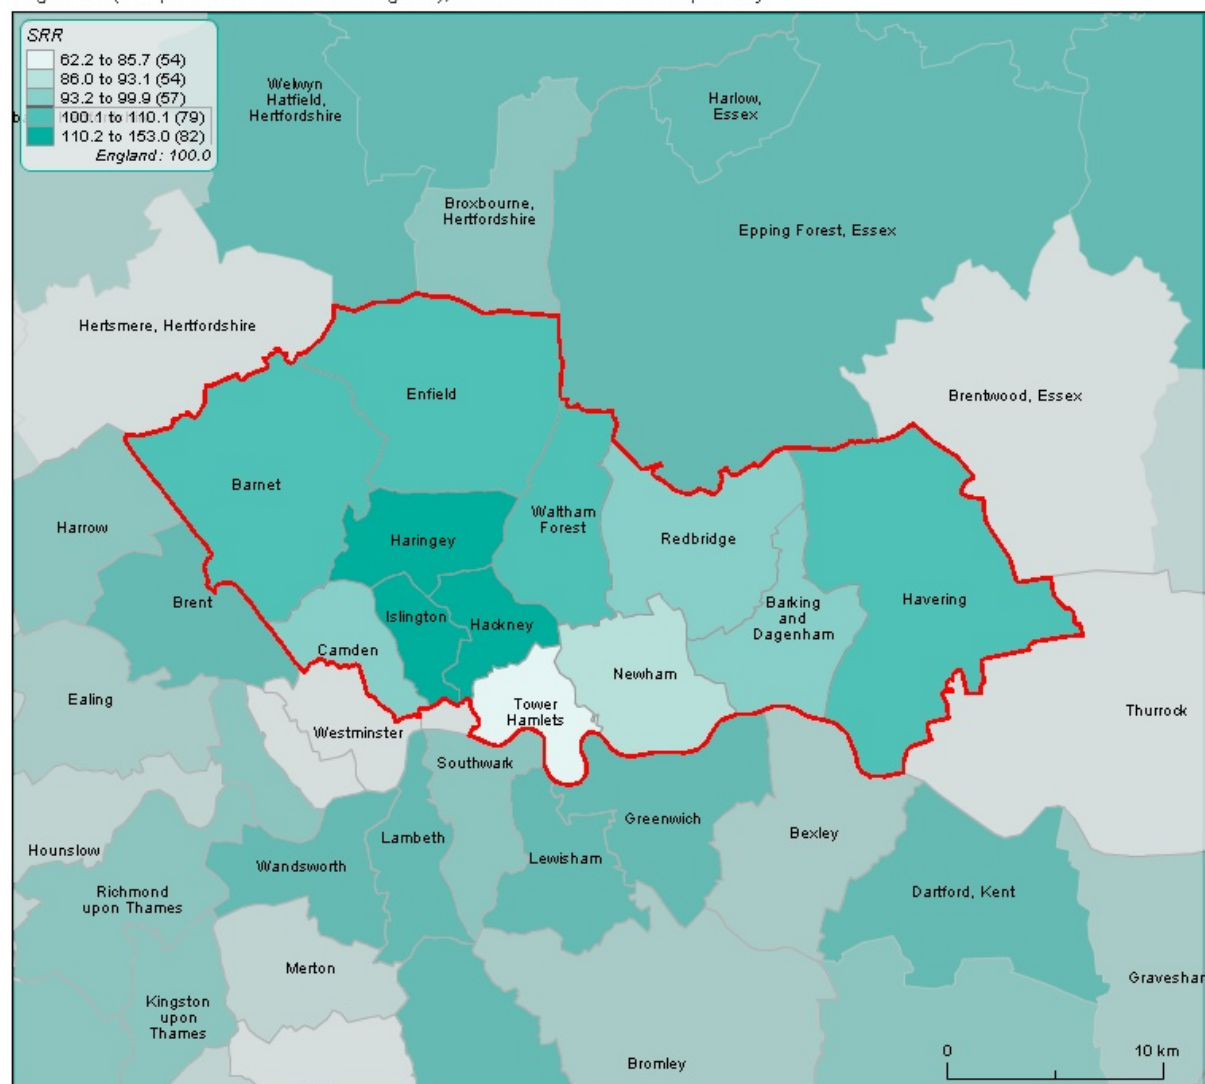 SRR
62.2 to 85.7 (54)
86.0 to 93.1 (54)
93.2 to 99.9 (57)
100.1 to 110.1 (79)
110.2 to 153.0 (82)
England: 100.0
Welwyn
Hatfield,
Hertfordshire
Harlow,
Essex
Broxbourne,
Hertfordshire
Epping Forest, Essex
Hertsmere, Hertfordshire
Enfield
Brentwood, Essex
Barnet
Harrow
Haringey
Waltham
Forest
Redbridge
Brent
Islington
Hackney
Barking
and
Dagenham
Havering
Camden
Newham
Ealing
Tower
Hamlets
Thurrock
Westminster
Southwark
Greenwich
Bexley
Lambeth
Hounslow
Wandsworth
Lewisham
Richmond
upon Thames
Dartford, Kent
Merton
Gravesham
Kingston
upon
Thames
Bromley
0 10 km